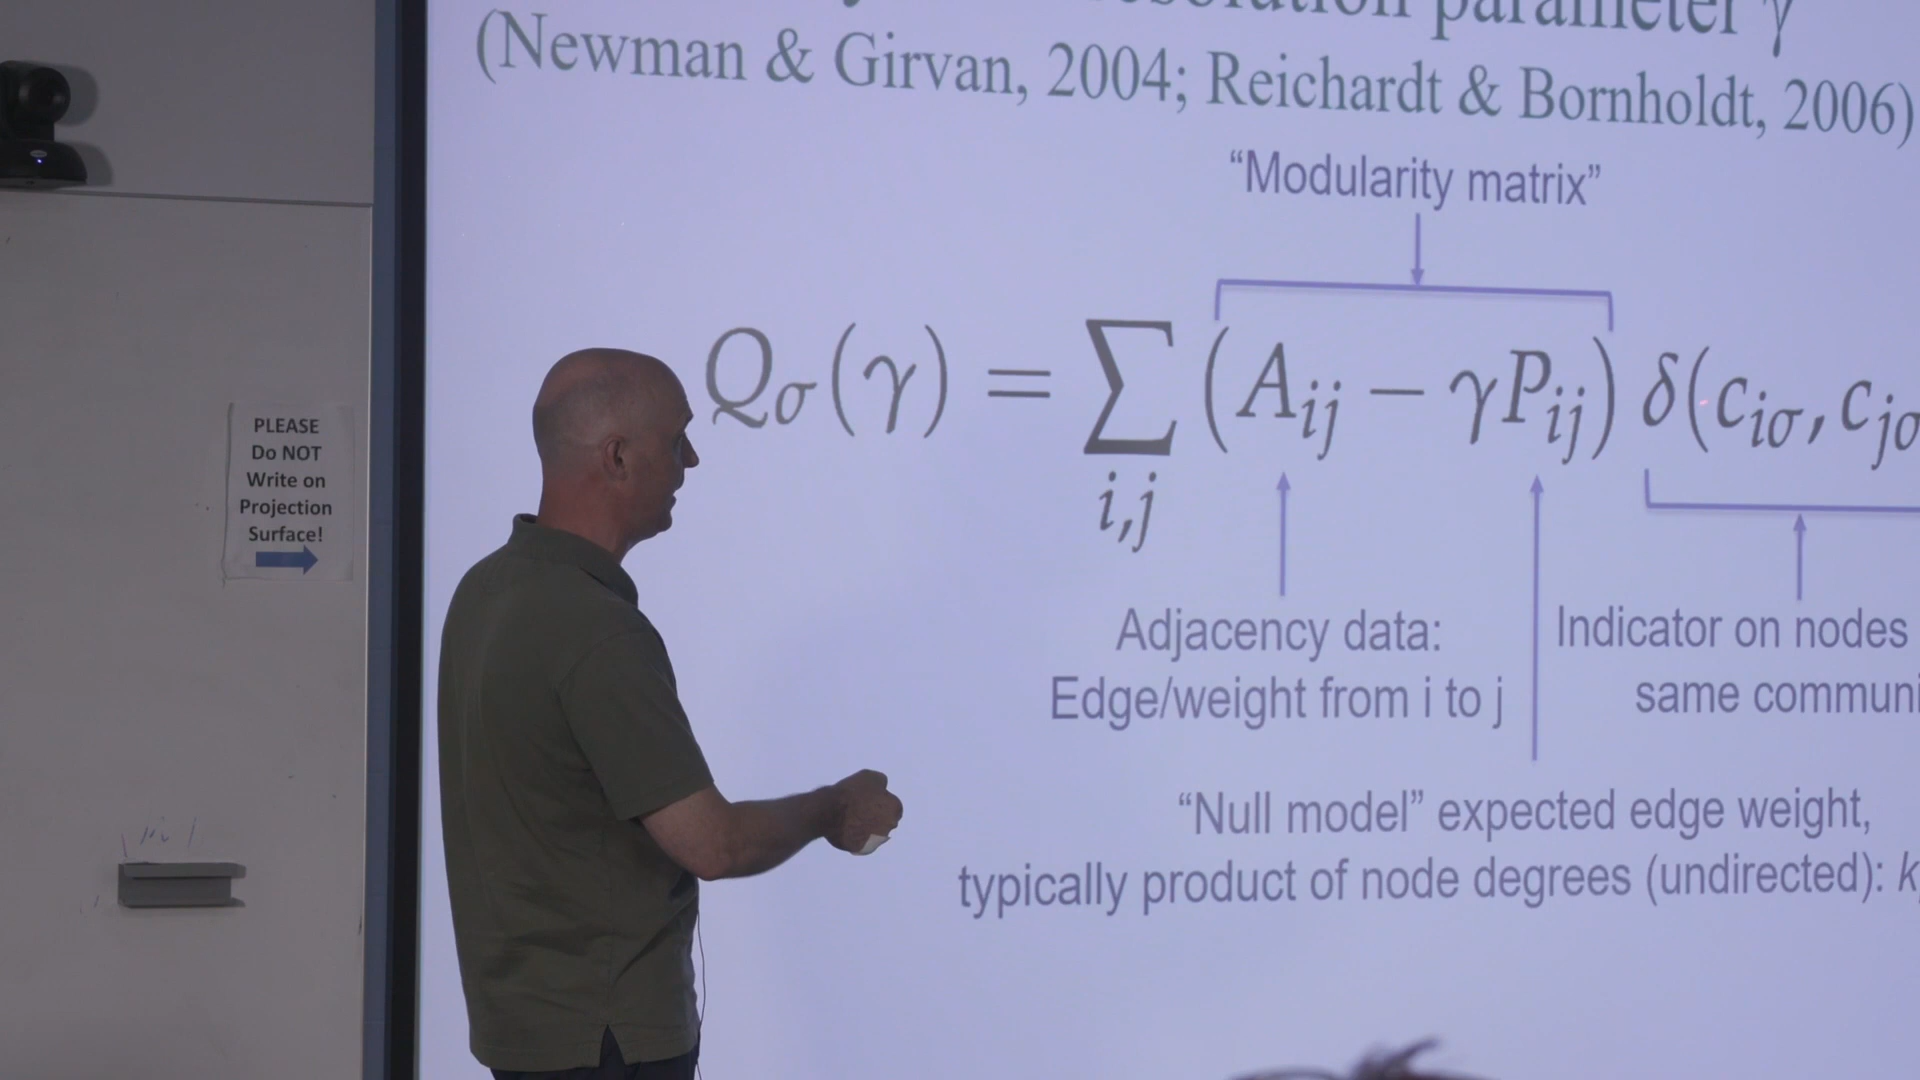 parameter γ
(Newman & Girvan, 2004; Reichardt & Bornholdt, 2006)
“Modularity matrix”
Qσ(γ) = ∑ (Aij − γPij) δ(ciσ, cjσ
i,j
Adjacency data:
Edge/weight from i to j
Indicator on nodes
same
“Null model” expected edge weight,
typically product of node degrees (undirected): k
PLEASE
Do NOT
Write on
Projection
Surface!